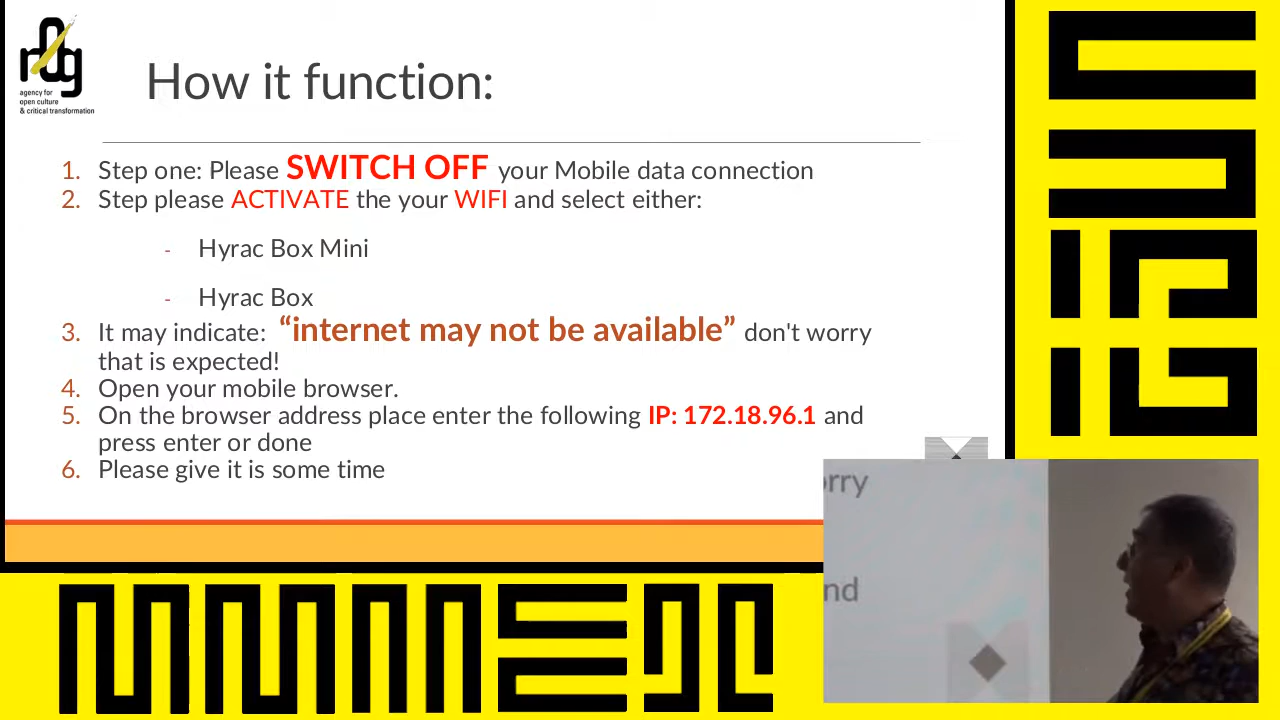 r0g
agency for
open culture
& critical transformation
How it function:
1. Step one: Please SWITCH OFF your Mobile data connection
2. Step please ACTIVATE the your WIFI and select either:
- Hyrac Box Mini
- Hyrac Box
3. It may indicate: “internet may not be available” don't worry
that is expected!
4. Open your mobile browser.
5. On the browser address place enter the following IP: 172.18.96.1 and
press enter or done
6. Please give it is some time
orry
nd